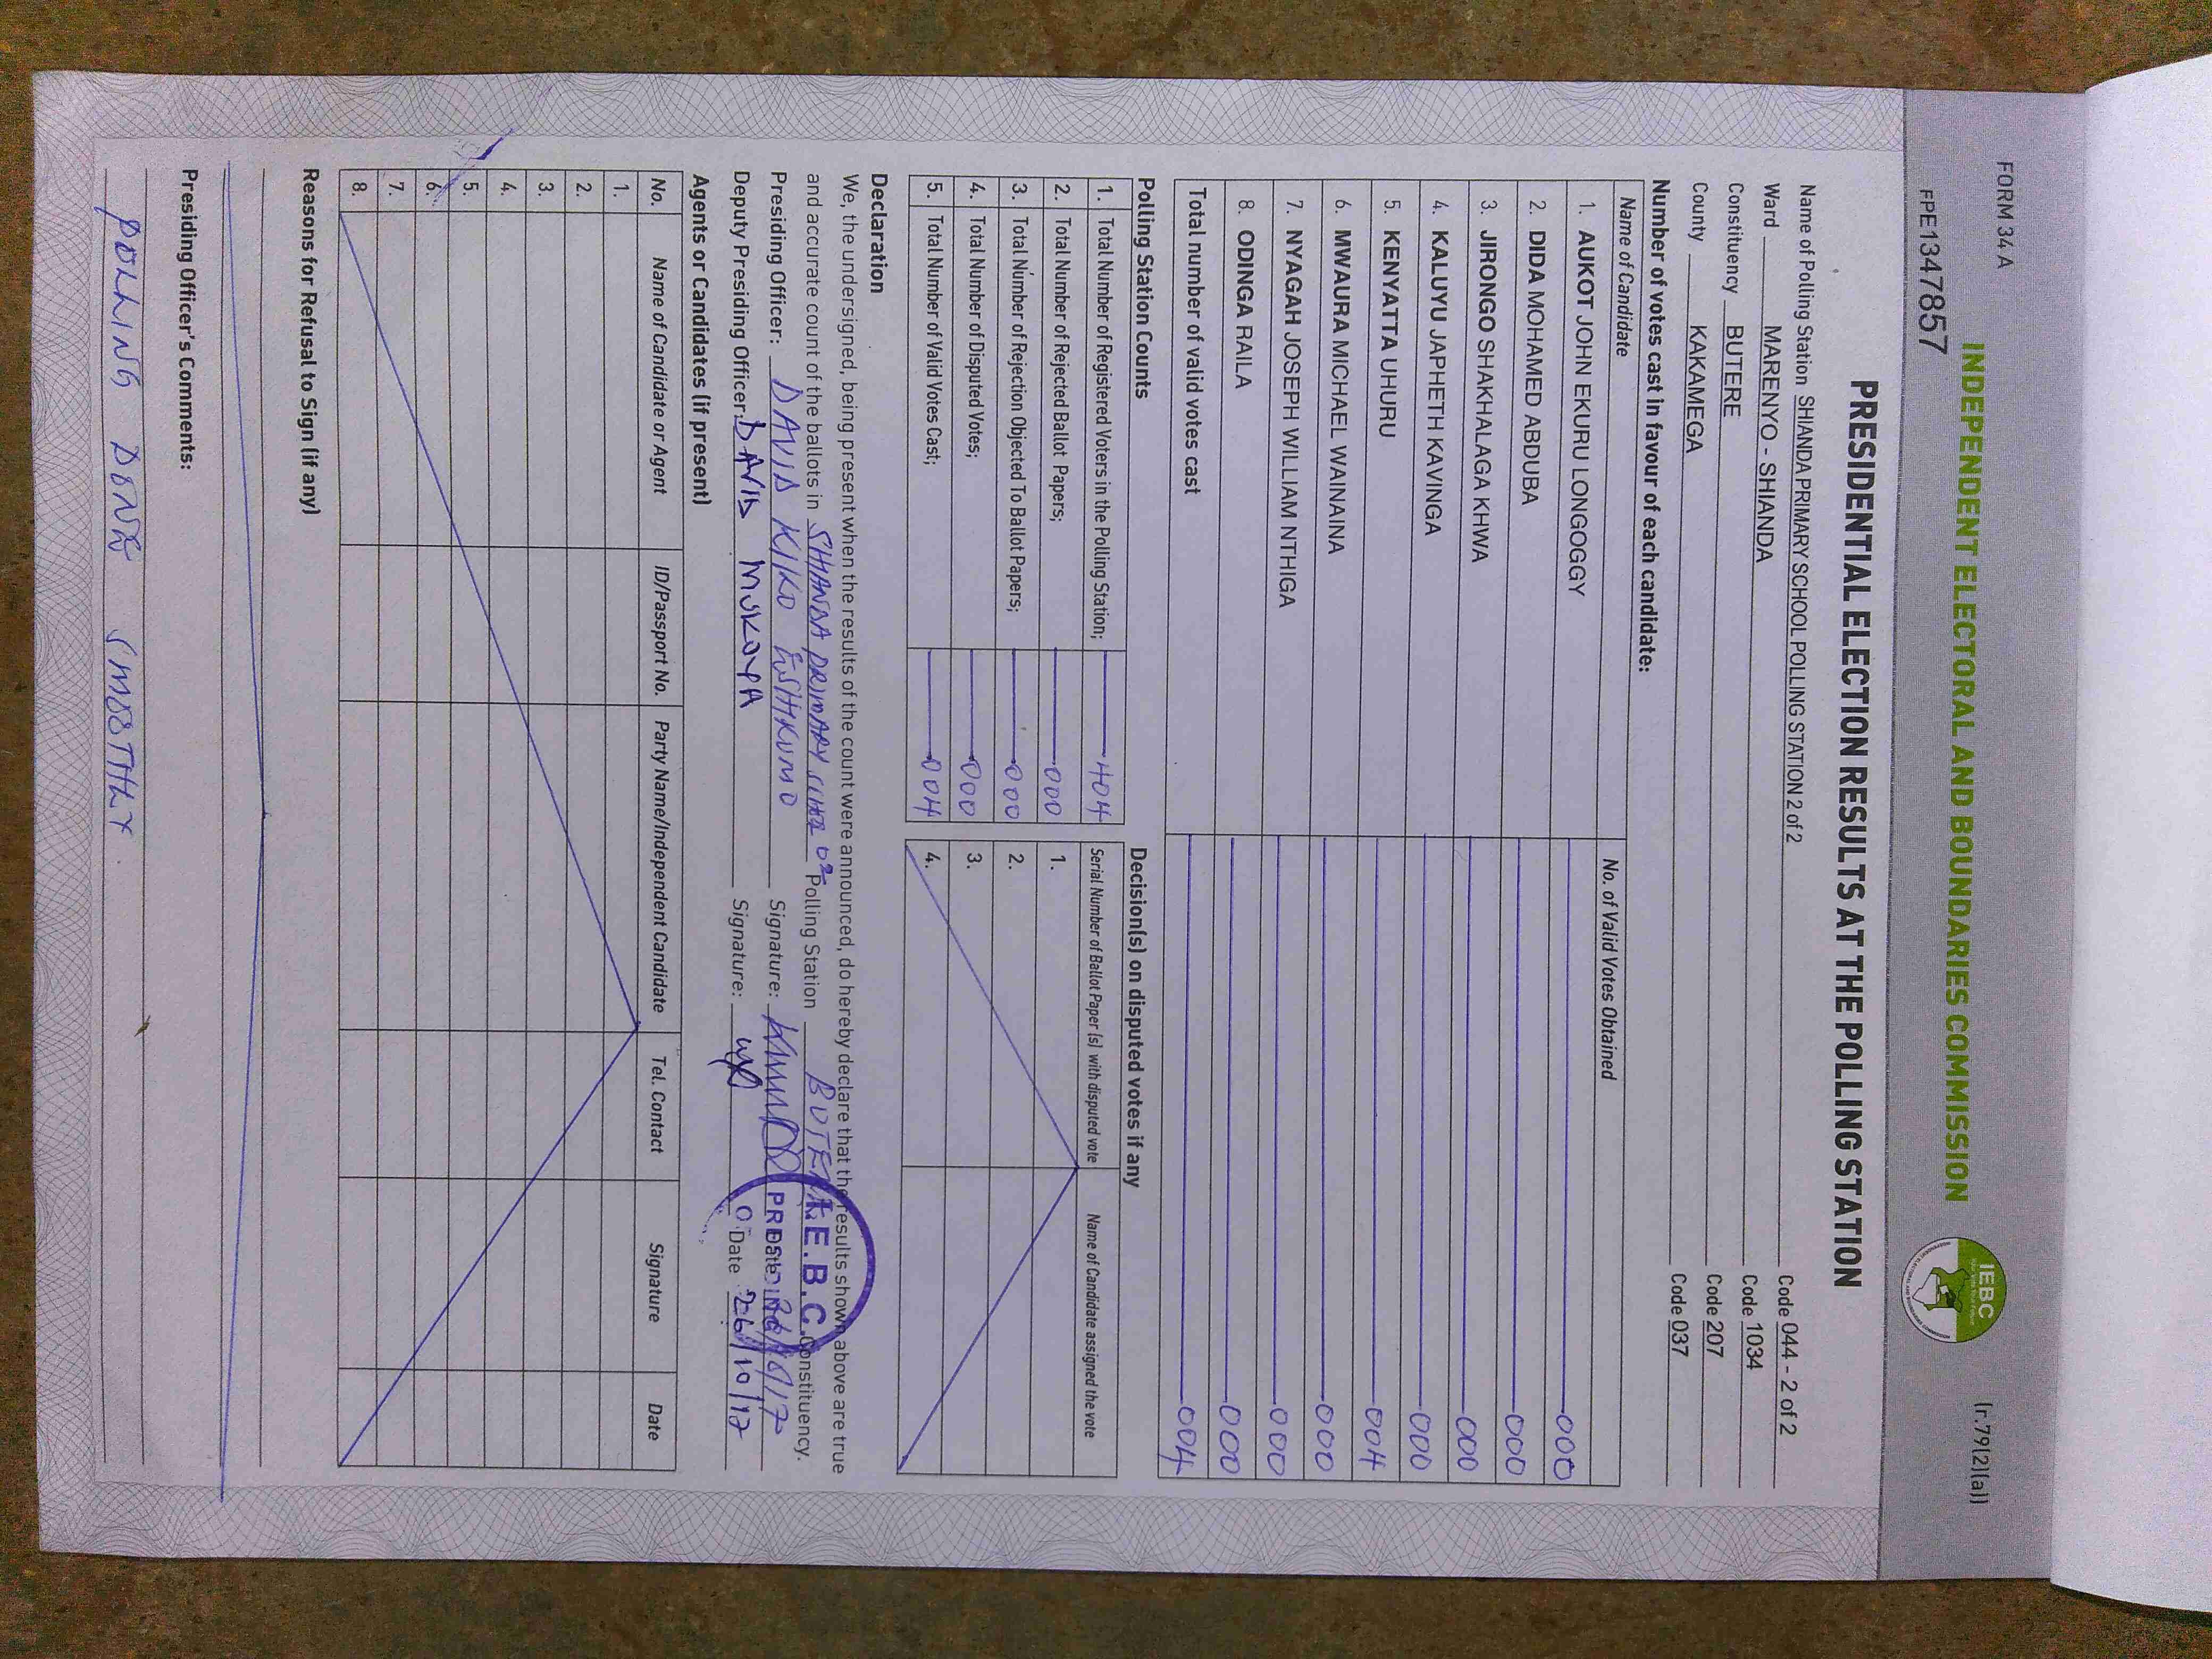 FORM 34A
(r.79(2)(a))
INDEPENDENT ELECTORAL AND BOUNDARIES COMMISSION
IEBC
FPE1347857
PRESIDENTIAL ELECTION RESULTS AT THE POLLING STATION
Name of Polling Station SHIANDA PRIMARY SCHOOL POLLING STATION 2 of 2 Code 044 - 2 of 2
Ward MARENYO - SHIANDA Code 1034
Constituency BUTERE Code 207
County KAKAMEGA Code 037
Number of votes cast in favour of each candidate:
Name of Candidate No. of Valid Votes Obtained
1. AUKOT JOHN EKURU LONGOGGY 000
2. DIDA MOHAMED ABDUBA 000
3. JIRONGO SHAKHALAGA KHWA 000
4. KALUYU JAPHETH KAVINGA 000
5. KENYATTA UHURU 004
6. MWAURA MICHAEL WAINAINA 000
7. NYAGAH JOSEPH WILLIAM NTHIGA 000
8. ODINGA RAILA 000
Total number of valid votes cast 004
Polling Station Counts
1. Total Number of Registered Voters in the Polling Station; 404
2. Total Number of Rejected Ballot Papers; 000
3. Total Number of Rejection Objected To Ballot Papers; 000
4. Total Number of Disputed Votes; 000
5. Total Number of Valid Votes Cast; 004
Decision(s) on disputed votes if any
Serial Number of Ballot Paper (s) with disputed vote Name of Candidate assigned the vote
1.
2.
3.
4.
Declaration
We, the undersigned, being present when the results of the count were announced, do hereby declare that the results shown above are true
and accurate count of the ballots in SHIANDA PRIMARY 02 Polling Station BUTERE Constituency.
Presiding Officer: DAVID KIIKO ESHIKUMO Signature: Date 26/10/17
Deputy Presiding Officer: DAVID MUKOYA Signature: Date 26/10/17
I.E.B.C.
PRESIDING
Agents or Candidates (if present)
No. Name of Candidate or Agent ID/Passport No. Party Name/Independent Candidate Tel. Contact Signature Date
1.
2.
3.
4.
5.
6.
7.
8.
Reasons for Refusal to Sign (if any)
Presiding Officer's Comments:
POLLING DONE SMOOTHLY